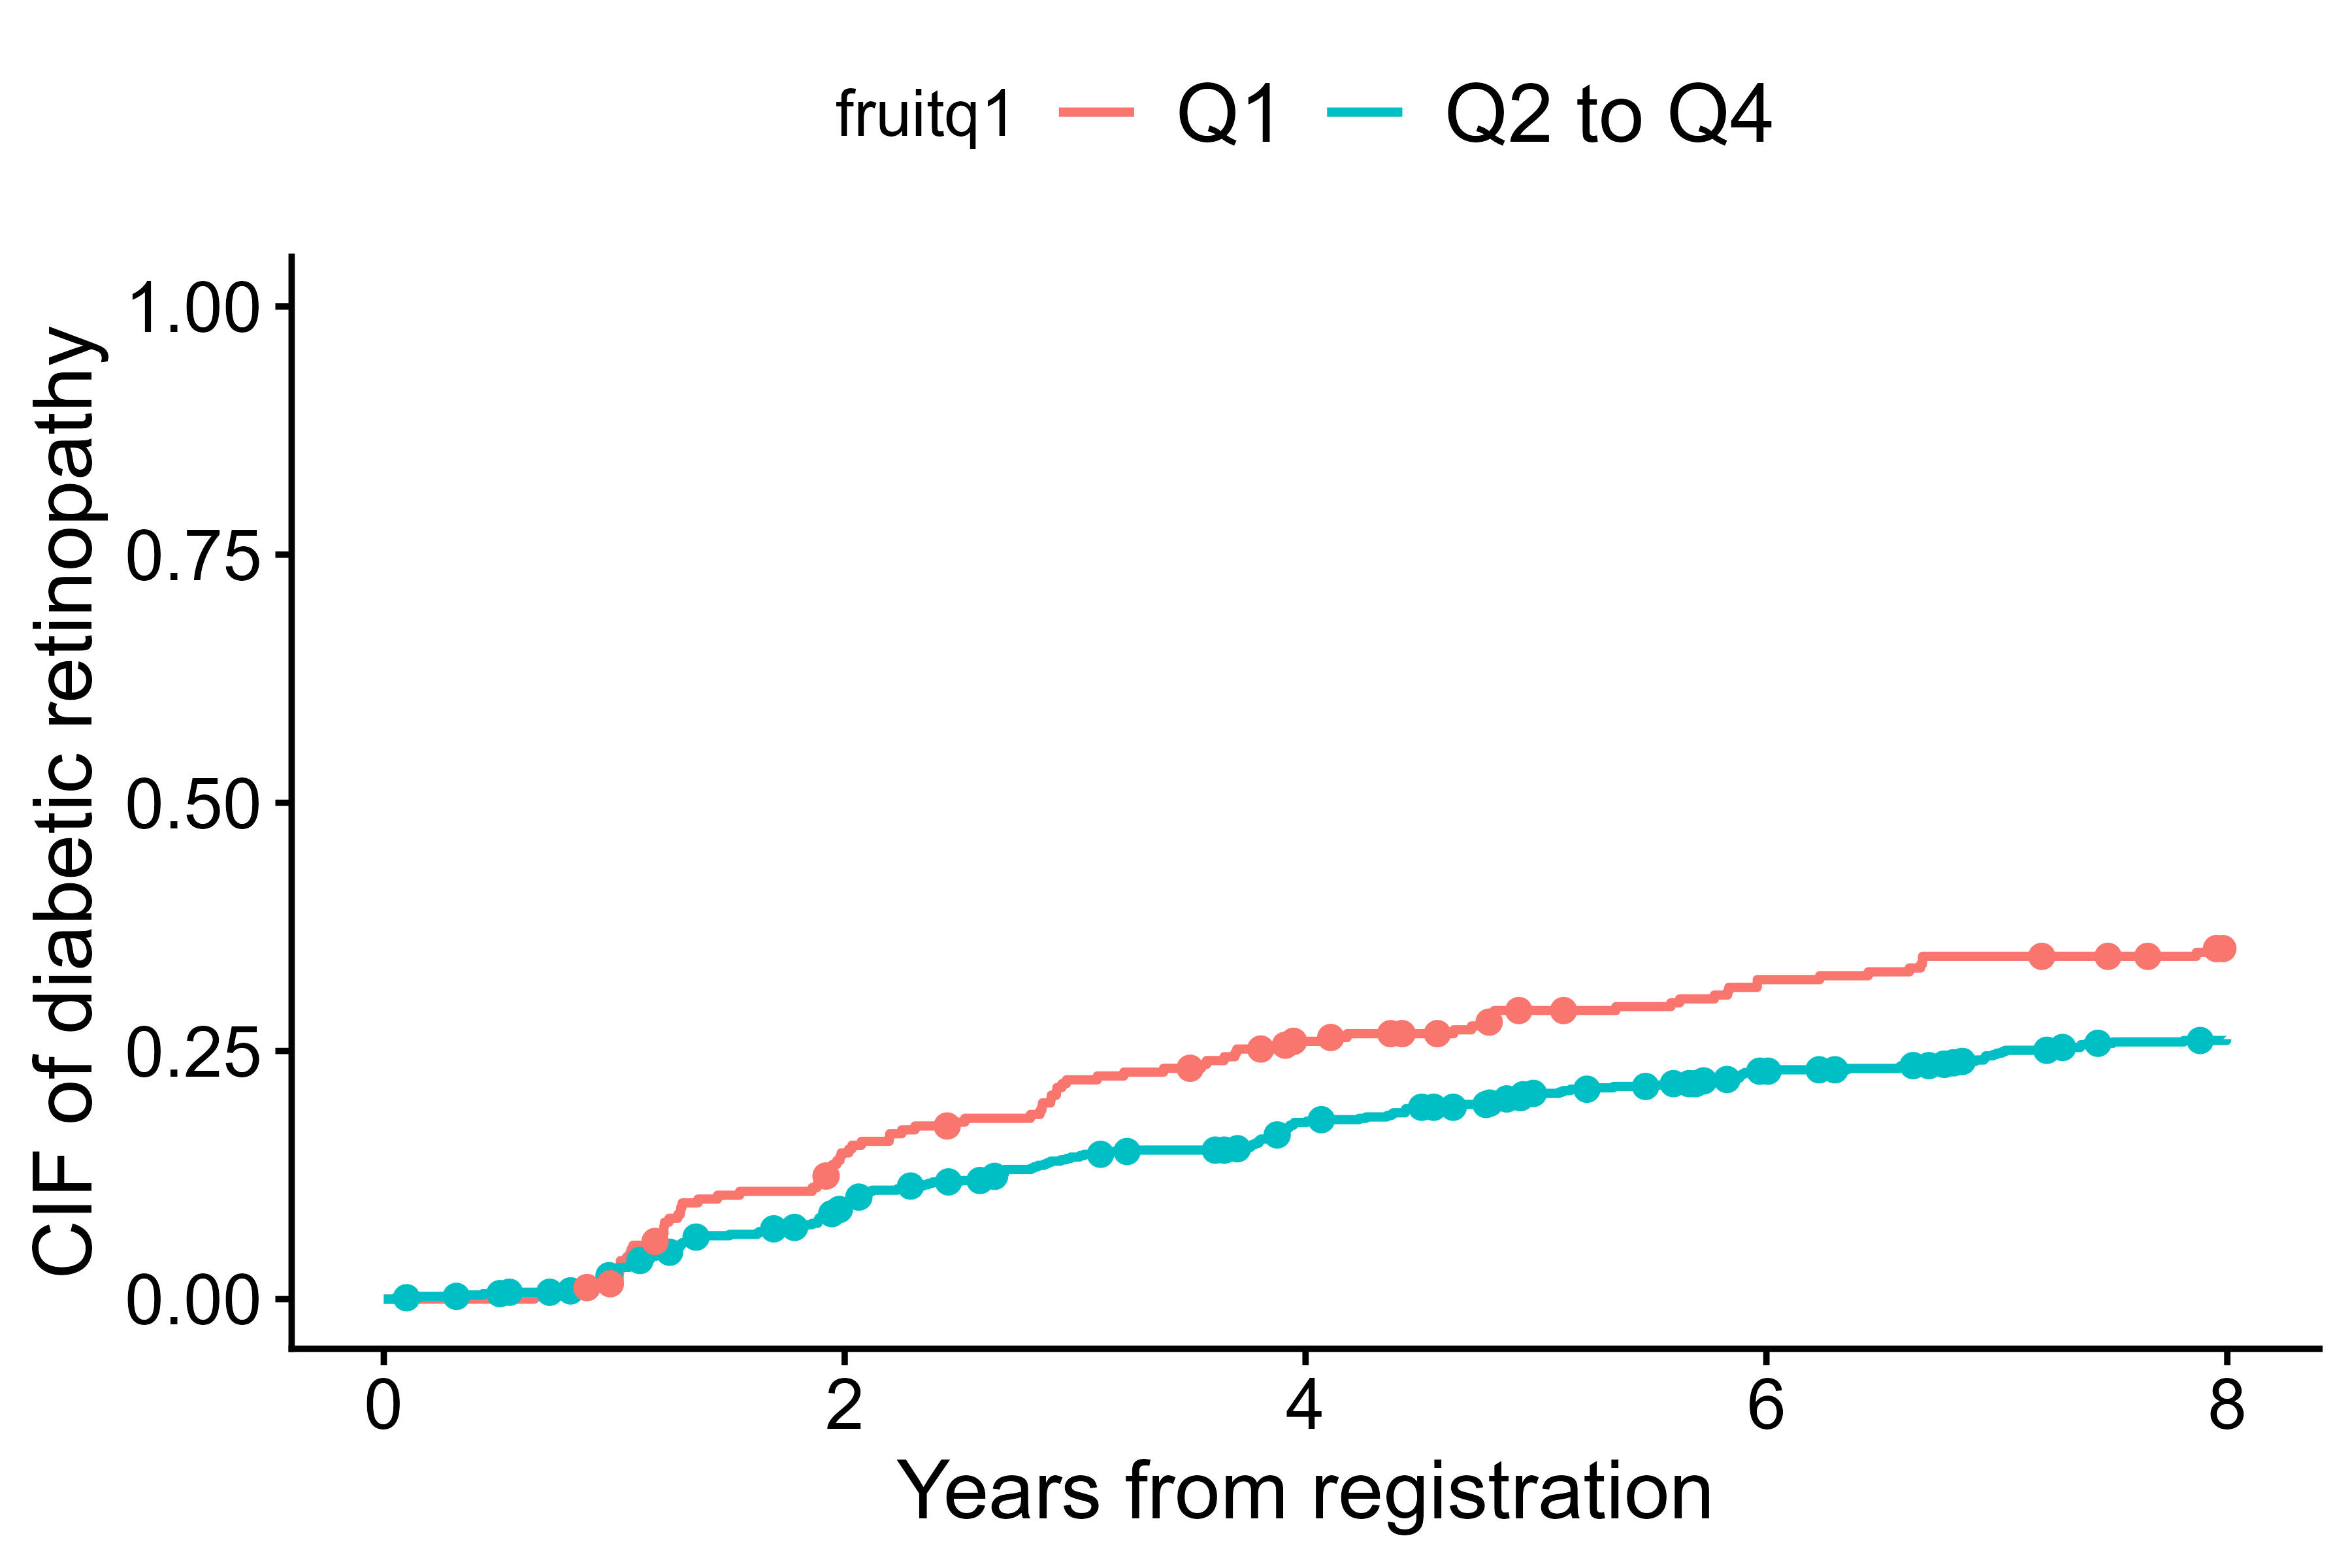 fruitq1 Q1 Q2 to Q4
CIF of diabetic retinopathy
1.00
0.75
0.50
0.25
0.00
0 2 4 6 8
Years from registration